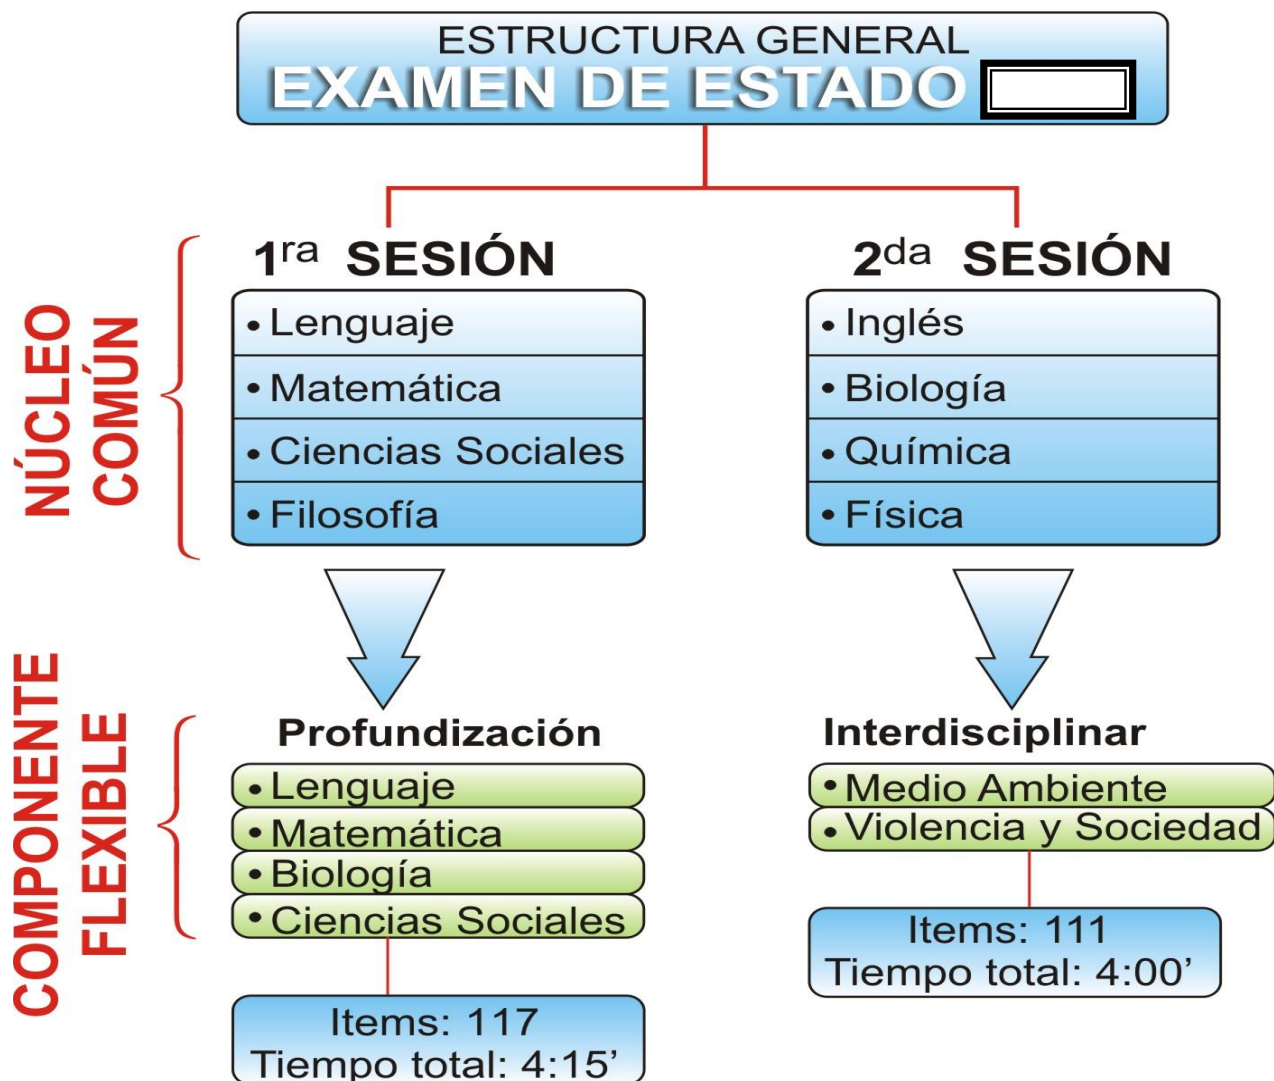 ESTRUCTURA GENERAL
EXAMEN DE ESTADO
NÚCLEO
COMÚN
1ra SESIÓN
• Lenguaje
• Matemática
• Ciencias Sociales
• Filosofía
2da SESIÓN
• Inglés
• Biología
• Química
• Física
COMPONENTE
FLEXIBLE
Profundización
• Lenguaje
• Matemática
• Biología
• Ciencias Sociales
Items: 117
Tiempo total: 4:15’
Interdisciplinar
• Medio Ambiente
• Violencia y Sociedad
Items: 111
Tiempo total: 4:00’